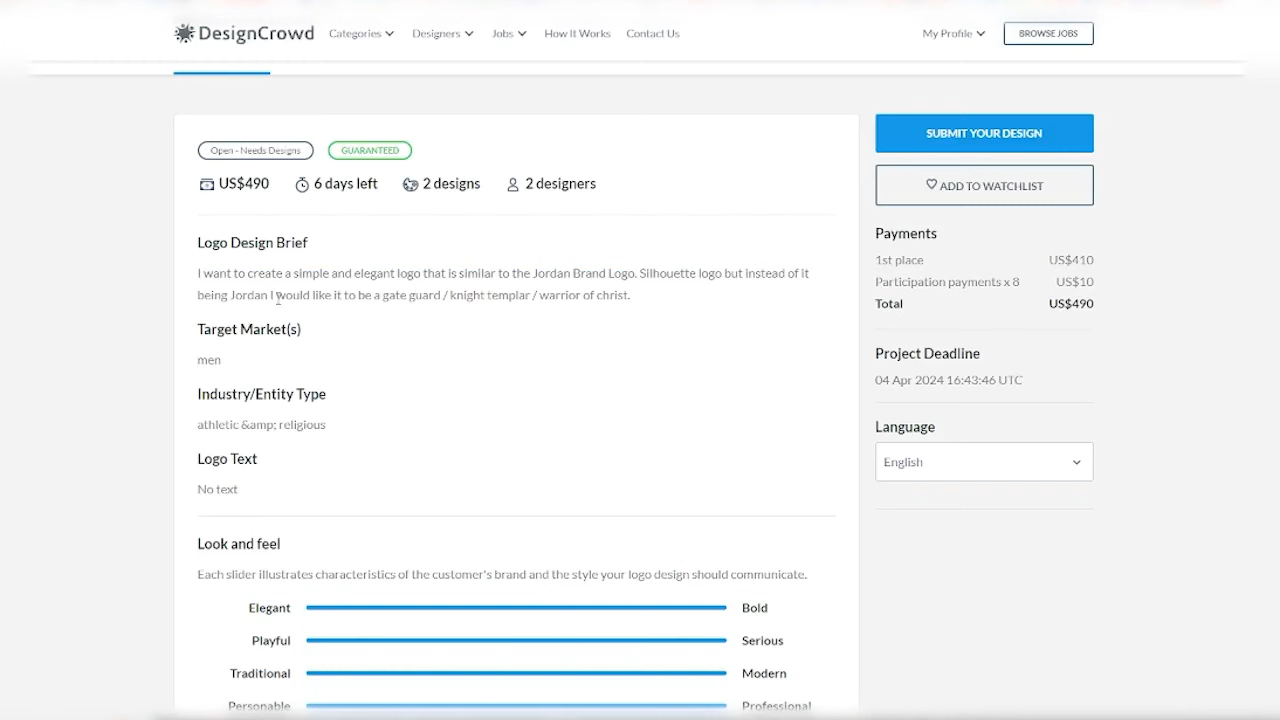 DesignCrowd Categories Designers Jobs How It Works Contact Us My Profile BROWSE JOBS
Open - Needs Designs GUARANTEED
US$490 6 days left 2 designs 2 designers
Logo Design Brief
I want to create a simple and elegant logo that is similar to the Jordan Brand Logo. Silhouette logo but instead of it
being Jordan I would like it to be a gate guard / knight templar / warrior of christ.
Target Market(s)
men
Industry/Entity Type
athletic &amp; religious
Logo Text
No text
Look and feel
Each slider illustrates characteristics of the customer's brand and the style your logo design should communicate.
Elegant Bold
Playful Serious
Traditional Modern
Personable Professional
SUBMIT YOUR DESIGN
ADD TO WATCHLIST
Payments
1st place US$410
Participation payments x 8 US$10
Total US$490
Project Deadline
04 Apr 2024 16:43:46 UTC
Language
English